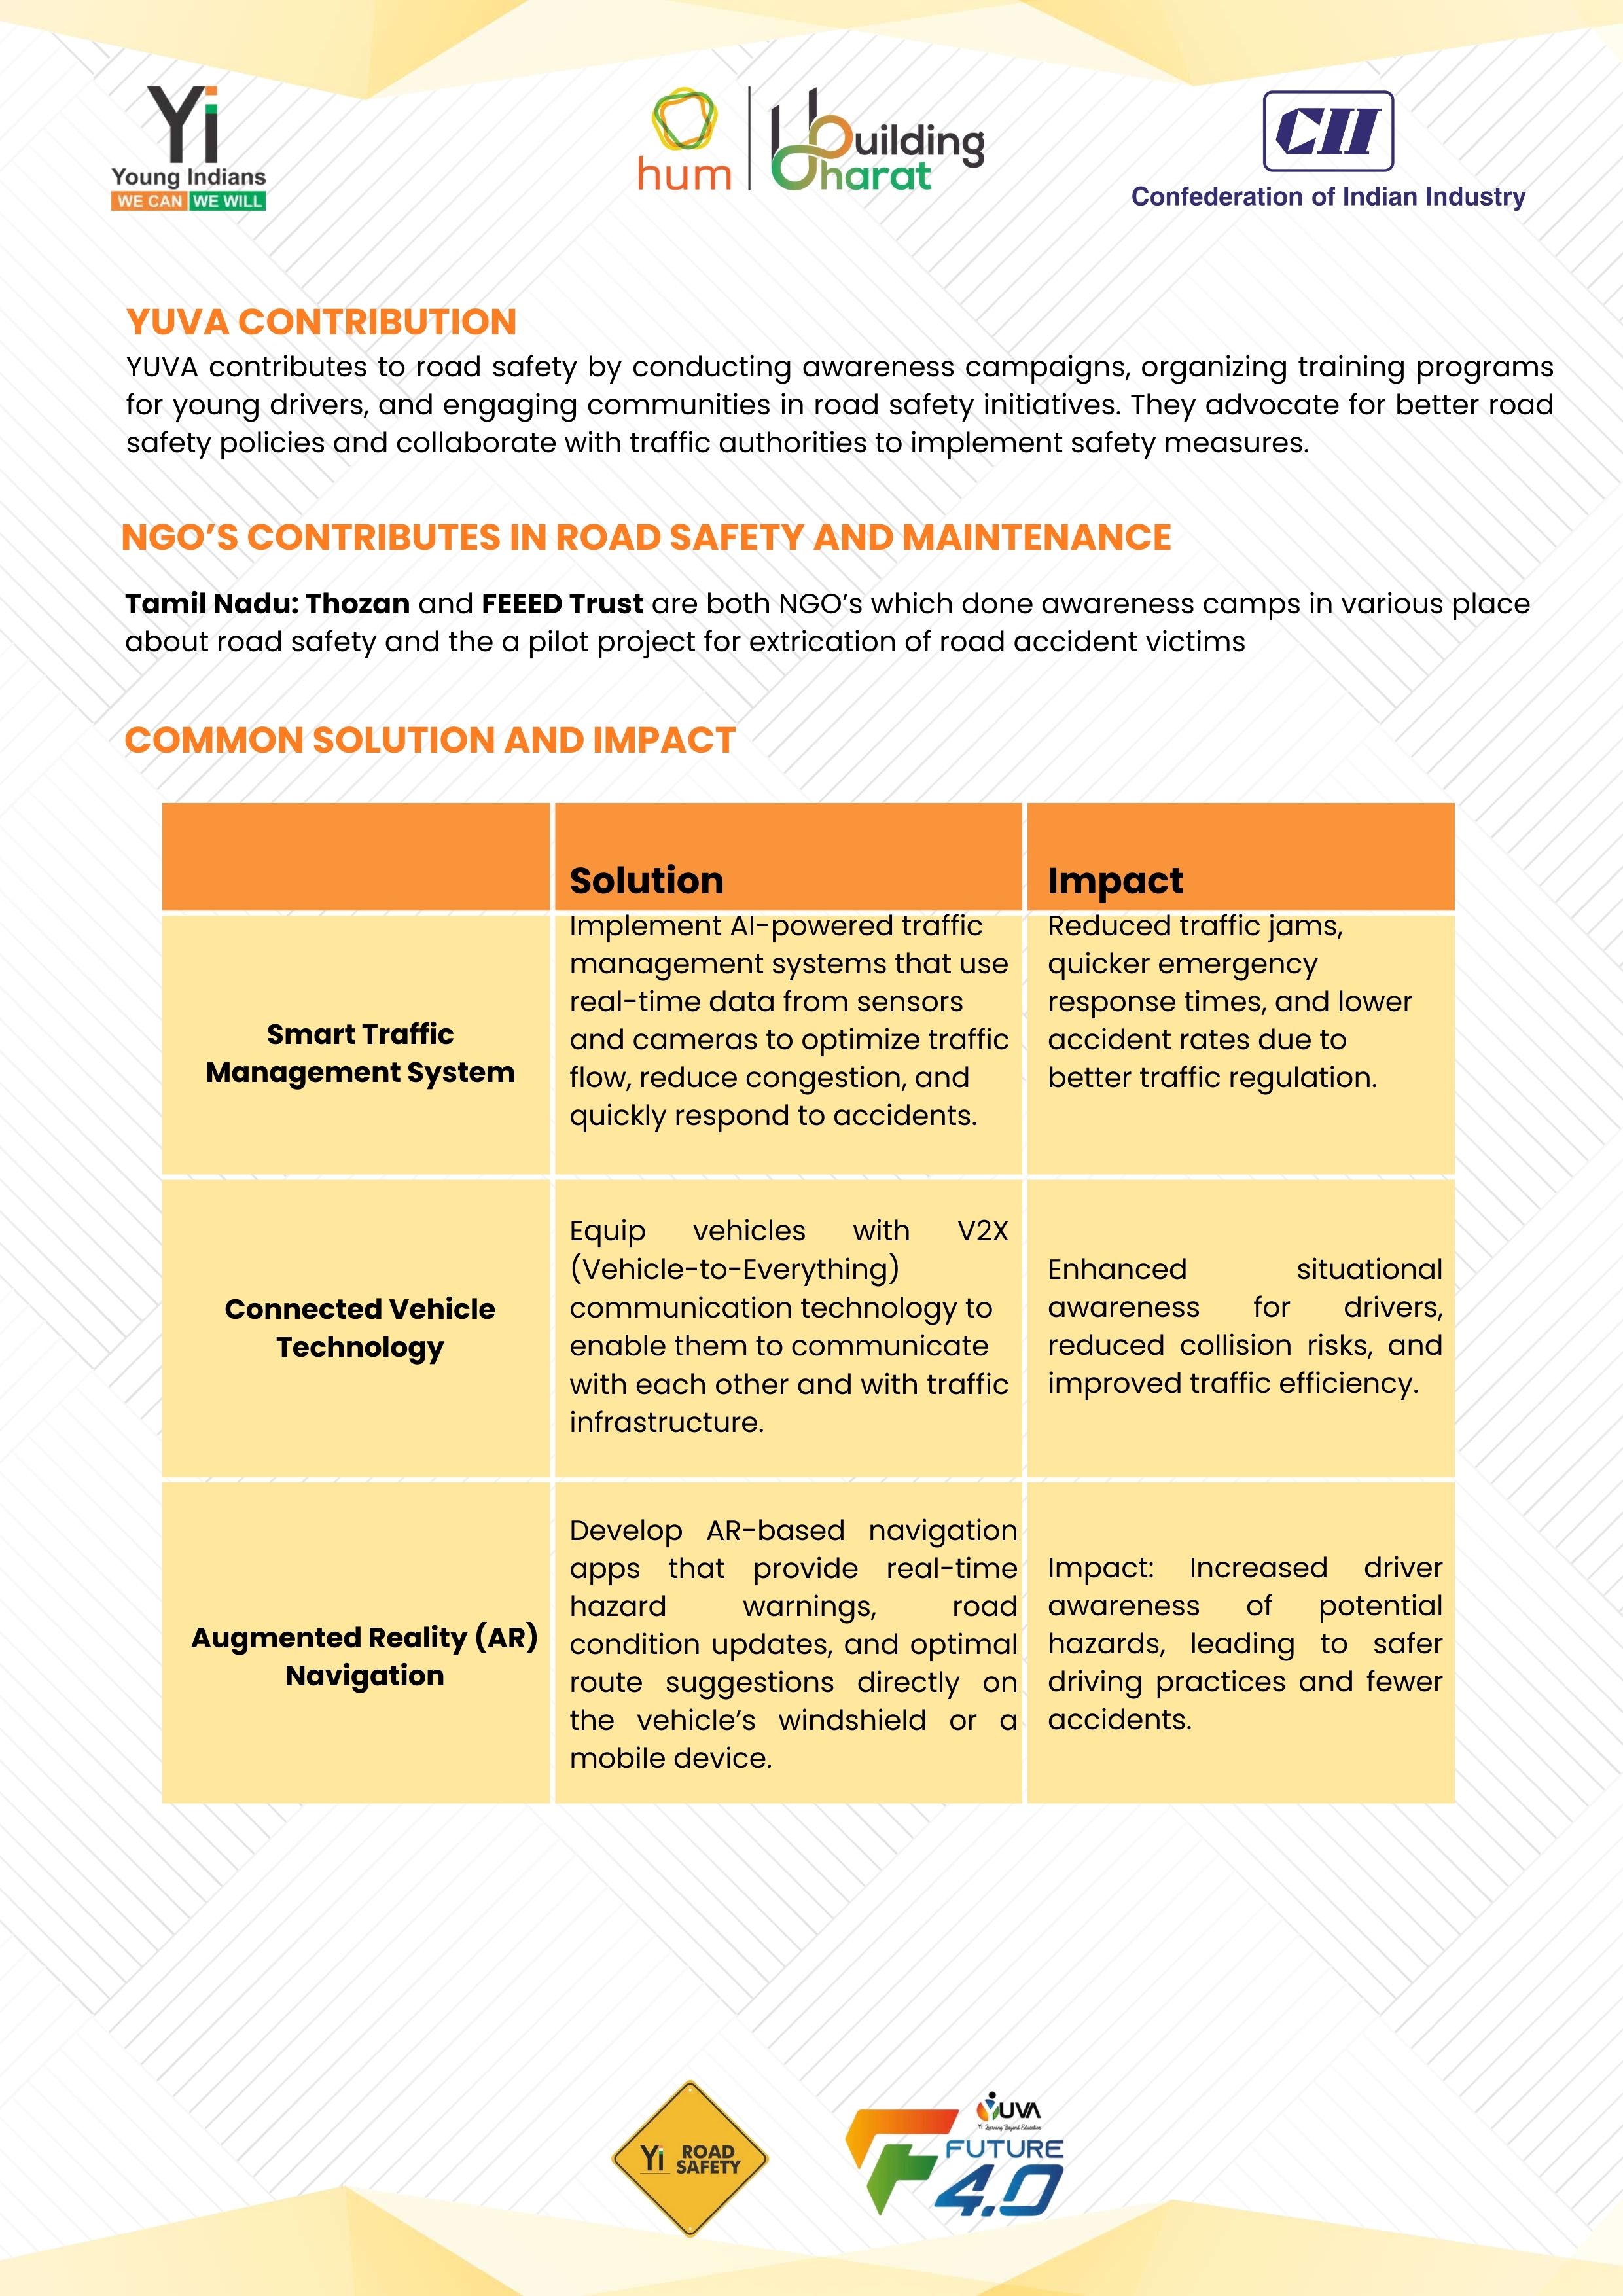 Yi
Young Indians
WE CAN WE WILL
hum
Building
Bharat
CII
Confederation of Indian Industry
YUVA CONTRIBUTION
YUVA contributes to road safety by conducting awareness campaigns, organizing training programs
for young drivers, and engaging communities in road safety initiatives. They advocate for better road
safety policies and collaborate with traffic authorities to implement safety measures.
NGO’S CONTRIBUTES IN ROAD SAFETY AND MAINTENANCE
Tamil Nadu: Thozan and FEEED Trust are both NGO’s which done awareness camps in various place
about road safety and the a pilot project for extrication of road accident victims
COMMON SOLUTION AND IMPACT
Solution
Impact
Smart Traffic
Management System
Implement AI-powered traffic
management systems that use
real-time data from sensors
and cameras to optimize traffic
flow, reduce congestion, and
quickly respond to accidents.
Reduced traffic jams,
quicker emergency
response times, and lower
accident rates due to
better traffic regulation.
Connected Vehicle
Technology
Equip vehicles with V2X
(Vehicle-to-Everything)
communication technology to
enable them to communicate
with each other and with traffic
infrastructure.
Enhanced situational
awareness for drivers,
reduced collision risks, and
improved traffic efficiency.
Augmented Reality (AR)
Navigation
Develop AR-based navigation
apps that provide real-time
hazard warnings, road
condition updates, and optimal
route suggestions directly on
the vehicle’s windshield or a
mobile device.
Impact: Increased driver
awareness of potential
hazards, leading to safer
driving practices and fewer
accidents.
Yi ROAD
SAFETY
YUVA
Yi Learning Beyond Education
FUTURE
4.0